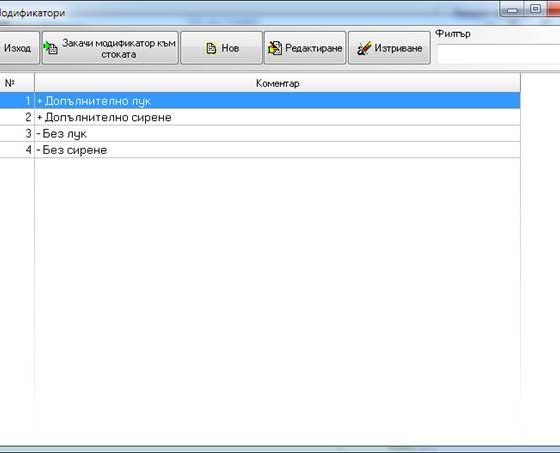 одификатори
Изход
Закачи модификатор към
стоката
Нов
Редактиране
Изтриване
Филтър
№ Коментар
1 + Допълнително лук
2 + Допълнително сирене
3 - Без лук
4 - Без сирене